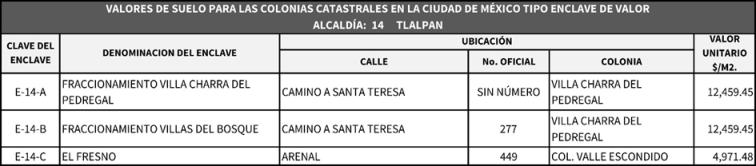 VALORES DE SUELO PARA LAS COLONIAS CATASTRALES EN LA CIUDAD DE MÉXICO TIPO ENCLAVE DE VALOR
ALCALDÍA: 14 TLALPAN
CLAVE DEL ENCLAVE DENOMINACION DEL ENCLAVE UBICACIÓN VALOR UNITARIO $/M2.
CALLE No. OFICIAL COLONIA
E-14-A FRACCIONAMIENTO VILLA CHARRA DEL PEDREGAL CAMINO A SANTA TERESA SIN NÚMERO VILLA CHARRA DEL PEDREGAL 12,459.45
E-14-B FRACCIONAMIENTO VILLAS DEL BOSQUE CAMINO A SANTA TERESA 277 VILLA CHARRA DEL PEDREGAL 12,459.45
E-14-C EL FRESNO ARENAL 449 COL. VALLE ESCONDIDO 4,971.48